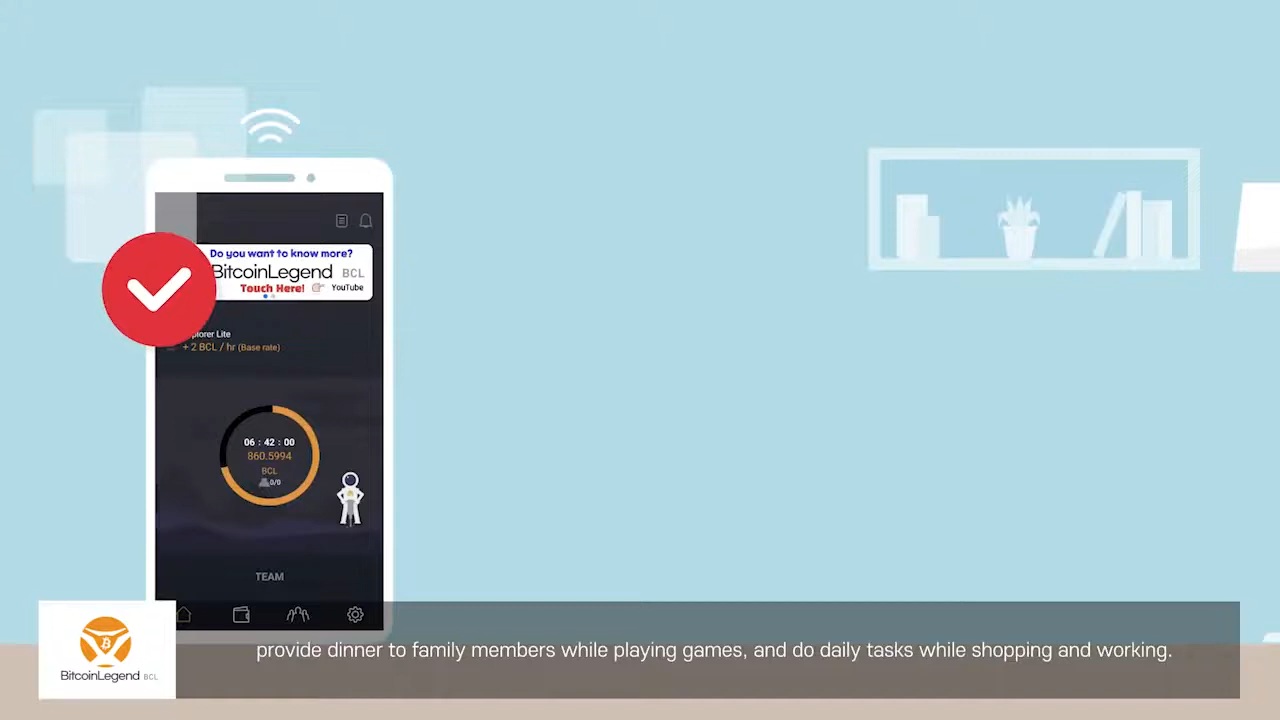 Do you want to know more?
BitcoinLegend BCL
Touch Here! YouTube
plorer Lite
+ 2 BCL / hr (Base rate)
06 : 42 : 00
860.5994
BCL
0/0
TEAM
provide dinner to family members while playing games, and do daily tasks while shopping and working.
BitcoinLegend BCL